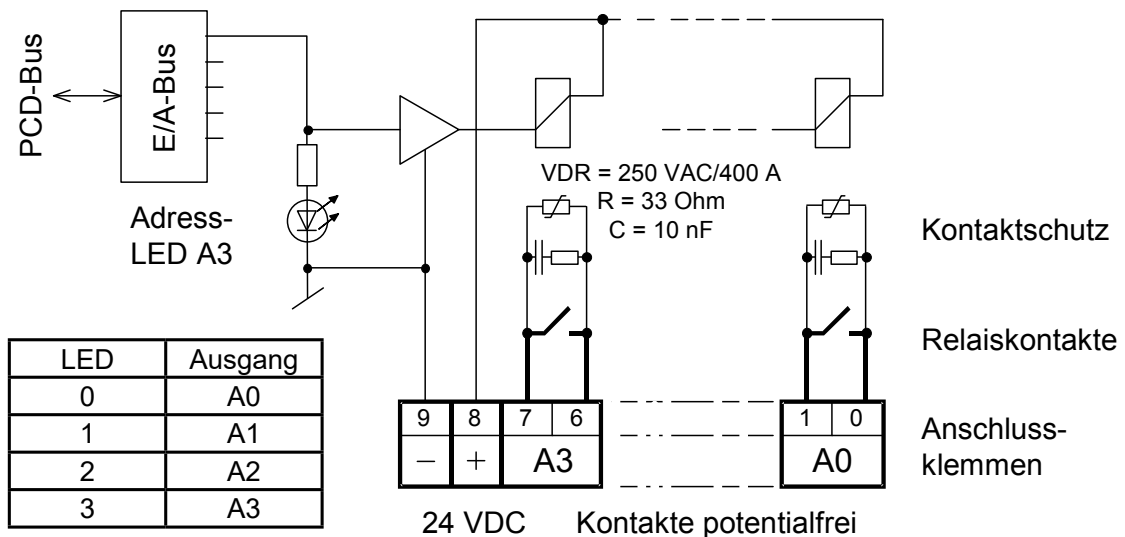 PCD-Bus
E/A-Bus
Adress-
LED A3
VDR = 250 VAC/400 A
R = 33 Ohm
C = 10 nF
Kontaktschutz
Relaiskontakte
LED Ausgang
0 A0
1 A1
2 A2
3 A3
9 8 7 6 1 0
– + A3 A0
Anschluss-
klemmen
24 VDC Kontakte potentialfrei